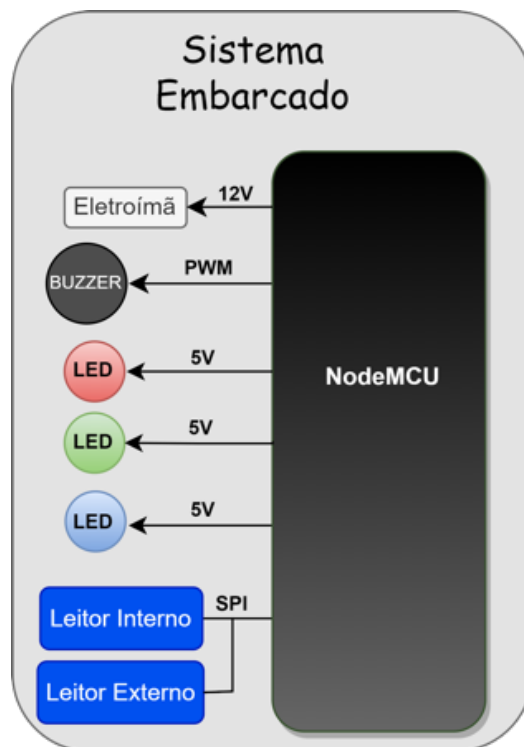 Sistema
Embarcado
Eletroímã
12V
BUZZER
PWM
LED
5V
NodeMCU
LED
5V
LED
5V
Leitor Interno
SPI
Leitor Externo